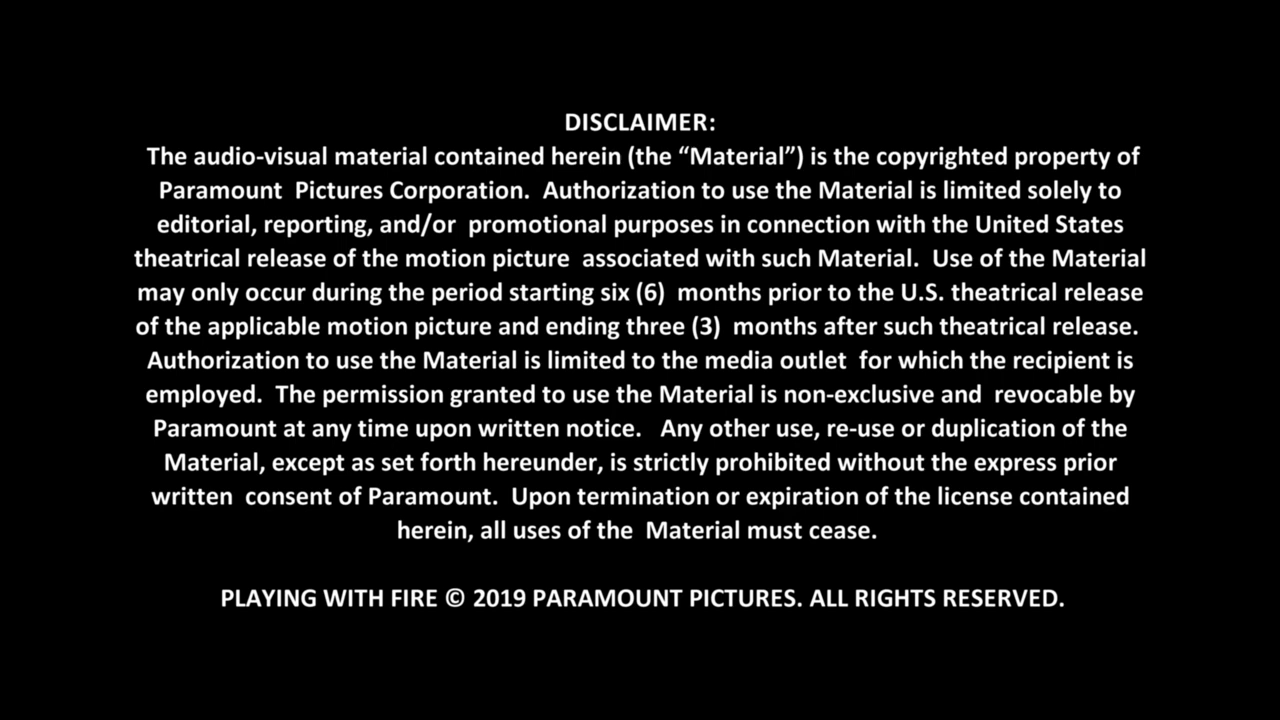 DISCLAIMER:
The audio-visual material contained herein (the “Material”) is the copyrighted property of
Paramount  Pictures Corporation.  Authorization to use the Material is limited solely to
editorial, reporting, and/or  promotional purposes in connection with the United States
theatrical release of the motion picture  associated with such Material.  Use of the Material
may only occur during the period starting six (6)  months prior to the U.S. theatrical release
of the applicable motion picture and ending three (3)  months after such theatrical release.
Authorization to use the Material is limited to the media outlet  for which the recipient is
employed.  The permission granted to use the Material is non-exclusive and  revocable by
Paramount at any time upon written notice.   Any other use, re-use or duplication of the
Material, except as set forth hereunder, is strictly prohibited without the express prior
written  consent of Paramount.  Upon termination or expiration of the license contained
herein, all uses of the  Material must cease.
PLAYING WITH FIRE © 2019 PARAMOUNT PICTURES. ALL RIGHTS RESERVED.